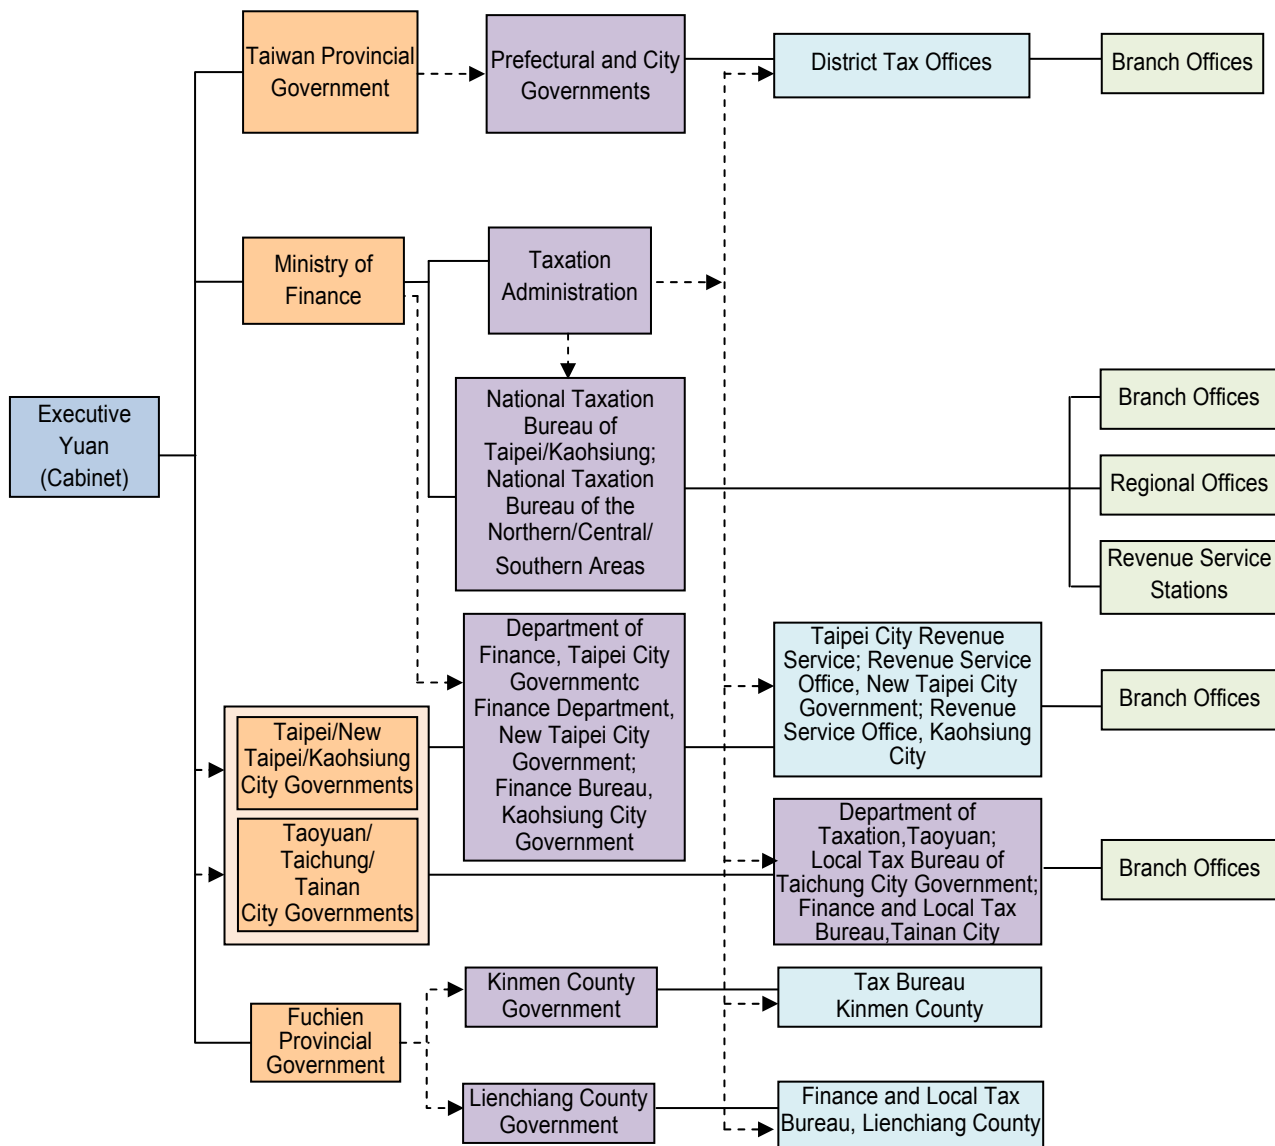 Taiwan Provincial
Government
Prefectural and City
Governments
District Tax Offices
Branch Offices
Ministry of
Finance
Taxation
Administration
Executive
Yuan
(Cabinet)
National Taxation
Bureau of
Taipei/Kaohsiung;
National Taxation
Bureau of the
Northern/Central/
Southern Areas
Branch Offices
Regional Offices
Revenue Service
Stations
Taipei/New
Taipei/Kaohsiung
City Governments
Department of
Finance, Taipei City
Governmentc
Finance Department,
New Taipei City
Government;
Finance Bureau,
Kaohsiung City
Government
Taipei City Revenue
Service; Revenue Service
Office, New Taipei City
Government; Revenue
Service Office, Kaohsiung
City
Branch Offices
Taoyuan/
Taichung/
Tainan
City Governments
Department of
Taxation,Taoyuan;
Local Tax Bureau of
Taichung City Government;
Finance and Local Tax
Bureau,Tainan City
Branch Offices
Fuchien
Provincial
Government
Kinmen County
Government
Tax Bureau
Kinmen County
Lienchiang County
Government
Finance and Local Tax
Bureau, Lienchiang County